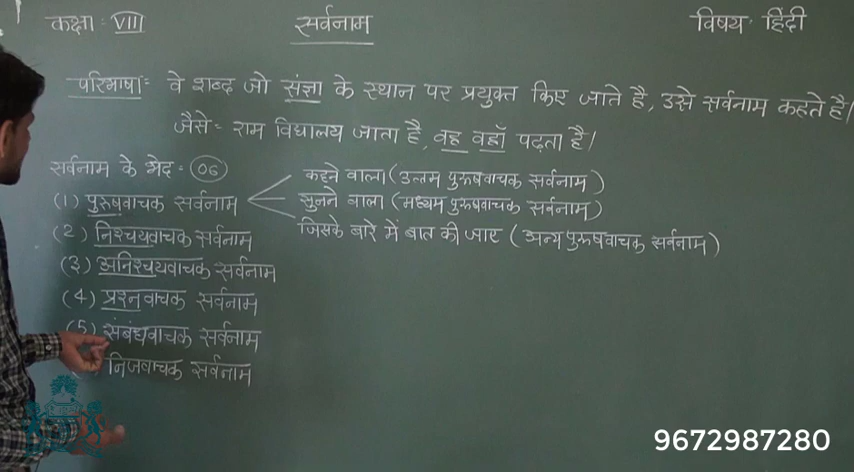 कक्षा = VIII सर्वनाम विषय- हिंदी
परिभाषा= वे शब्द जो संज्ञा के स्थान पर प्रयुक्त किए जाते है, उसे सर्वनाम कहते है।
जैसे= राम विद्यालय जाता है, वह वहाँ पढ़ता है।
सर्वनाम के भेद= 06
(1) पुरुषवाचक सर्वनाम
कहने वाला (उत्तम पुरुषवाचक सर्वनाम)
सुनने वाला (मध्यम पुरुषवाचक सर्वनाम)
जिसके बारे में बात की जाए (अन्य पुरुषवाचक सर्वनाम)
(2) निश्चयवाचक सर्वनाम
(3) अनिश्चयवाचक सर्वनाम
(4) प्रश्नवाचक सर्वनाम
(5) संबंधवाचक सर्वनाम
निजवाचक सर्वनाम
9672987280